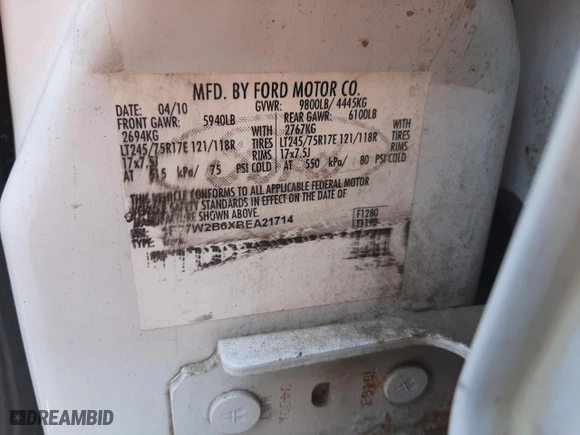 MFD. BY FORD MOTOR CO.
DATE: 04/10 GVWR: 9800LB/ 4445KG
FRONT GAWR: 5940LB REAR GAWR: 6100LB
2694KG WITH 2767KG WITH
LT245/75R17E 121/118R TIRES LT245/75R17E 121/118R TIRES
17x7.5J RIMS 17x7.5J RIMS
AT kPa/ 75 PSI COLD AT 550 kPa/ 80 PSI COLD
VEHICLE CONFORMS TO ALL APPLICABLE FEDERAL MOTOR
SAFETY STANDARDS IN EFFECT ON THE DATE OF
SHOWN ABOVE.
W2B6XBEA21714 F1280
TYPE:
DREAMBID